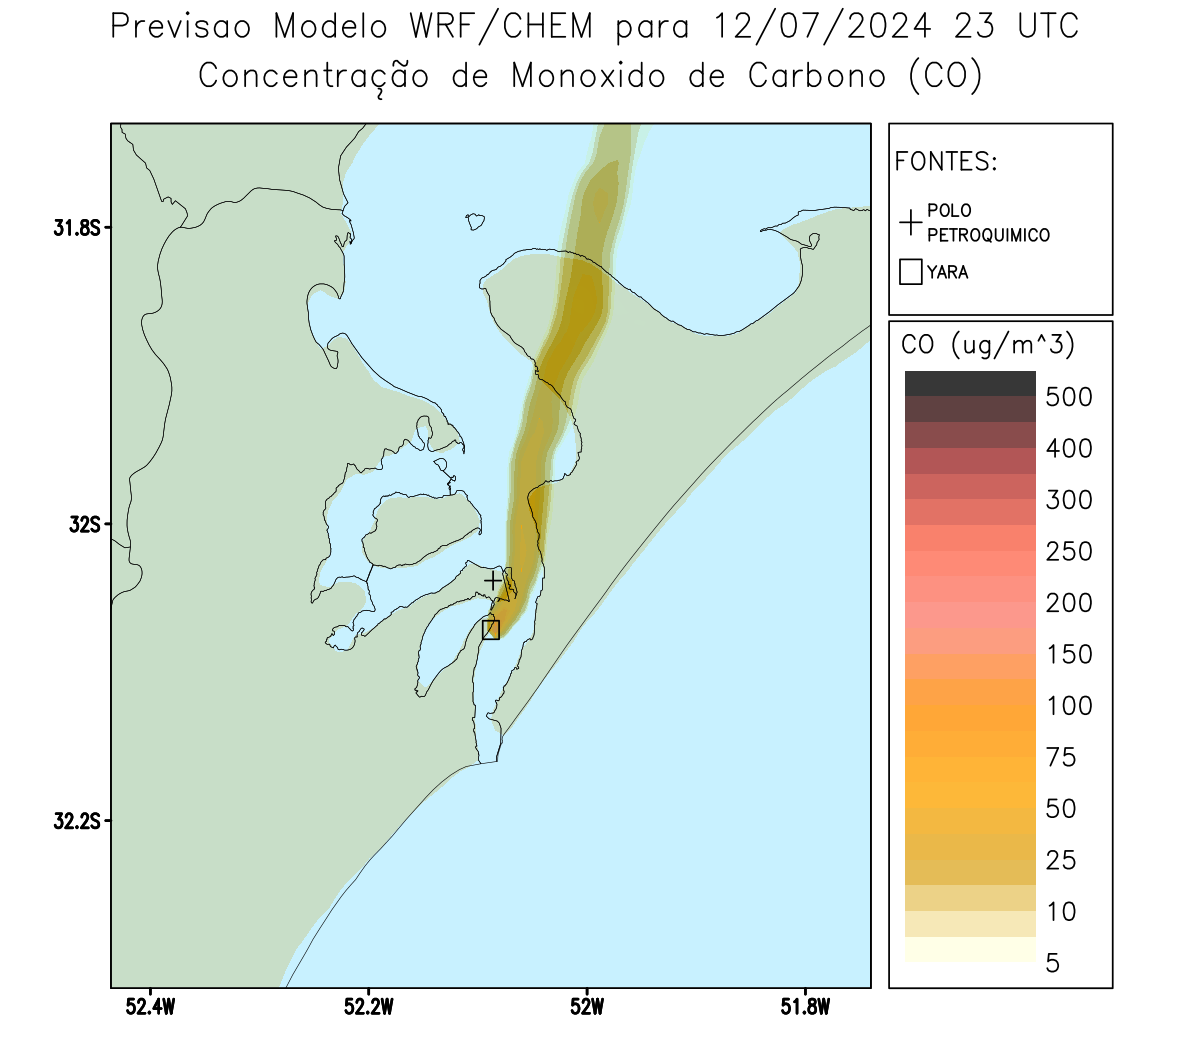 Previsao Modelo WRF/CHEM para 12/07/2024 23 UTC
Concentração de Monoxido de Carbono (CO)
FONTES:
POLO
PETROQUIMICO
YARA
CO (ug/m^3)
500
400
300
250
200
150
100
75
50
25
10
5
31.8S
32S
32.2S
52.4W
52.2W
52W
51.8W